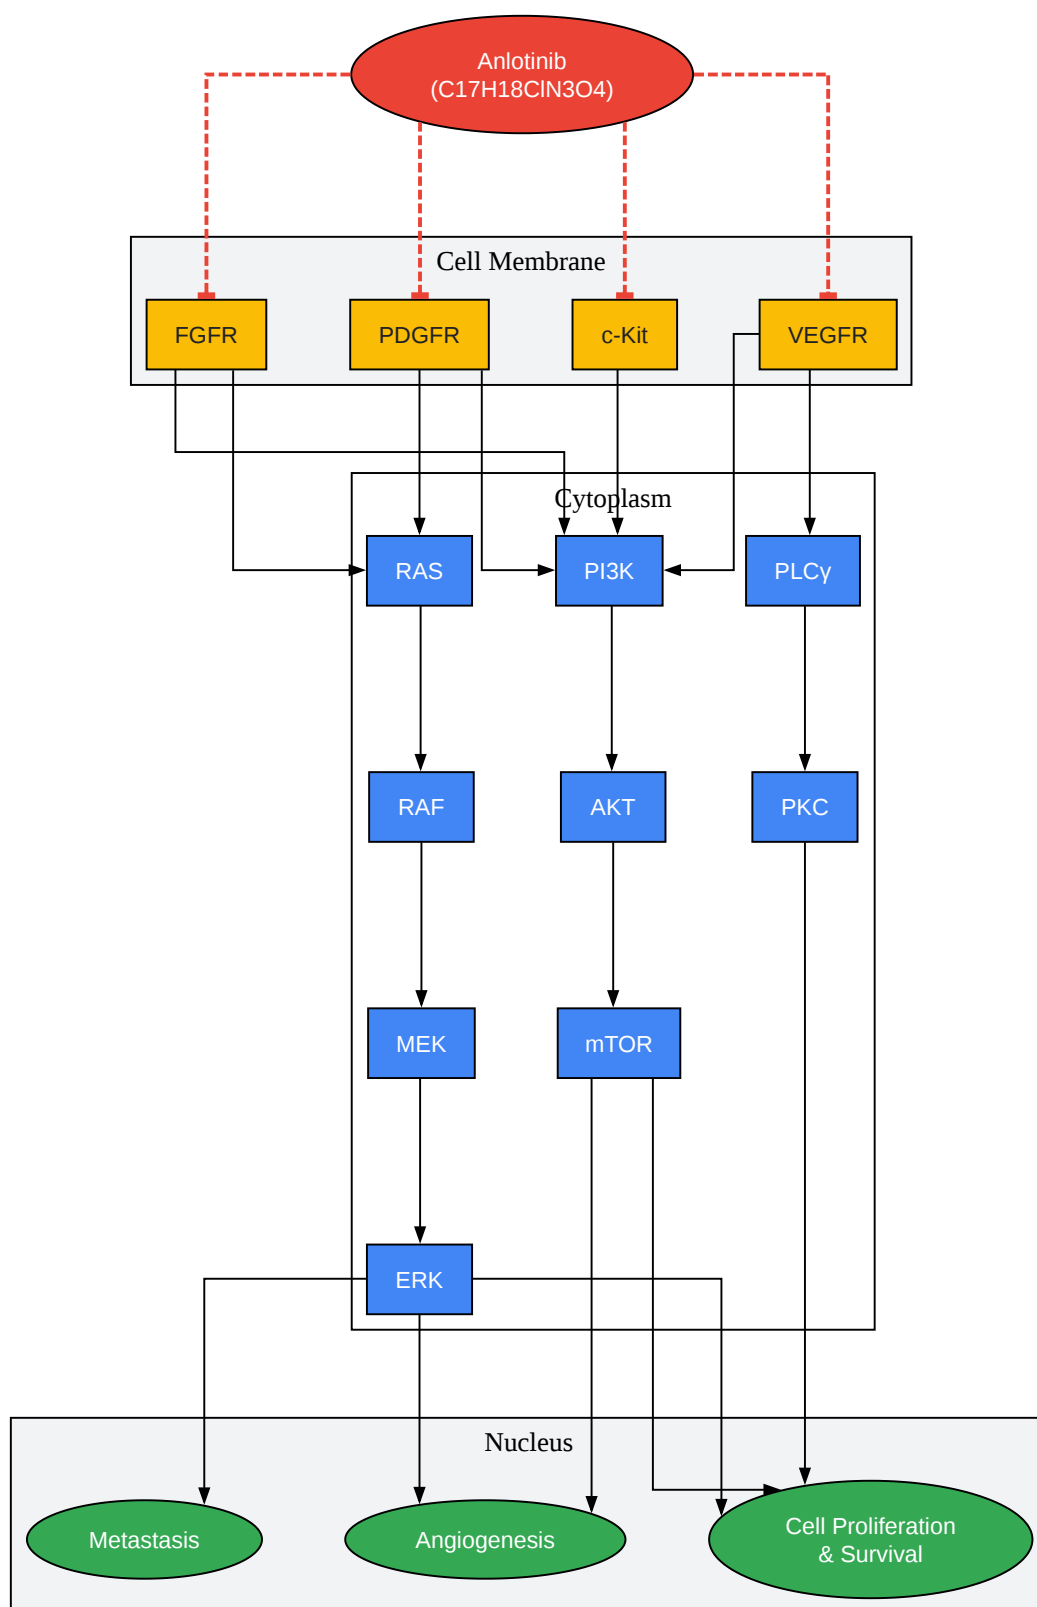 Anlotinib
(C17H18ClN3O4)
Cell Membrane
FGFR
PDGFR
c-Kit
VEGFR
Cytoplasm
RAS
PI3K
PLCγ
RAF
AKT
PKC
MEK
mTOR
ERK
Nucleus
Metastasis
Angiogenesis
Cell Proliferation
& Survival